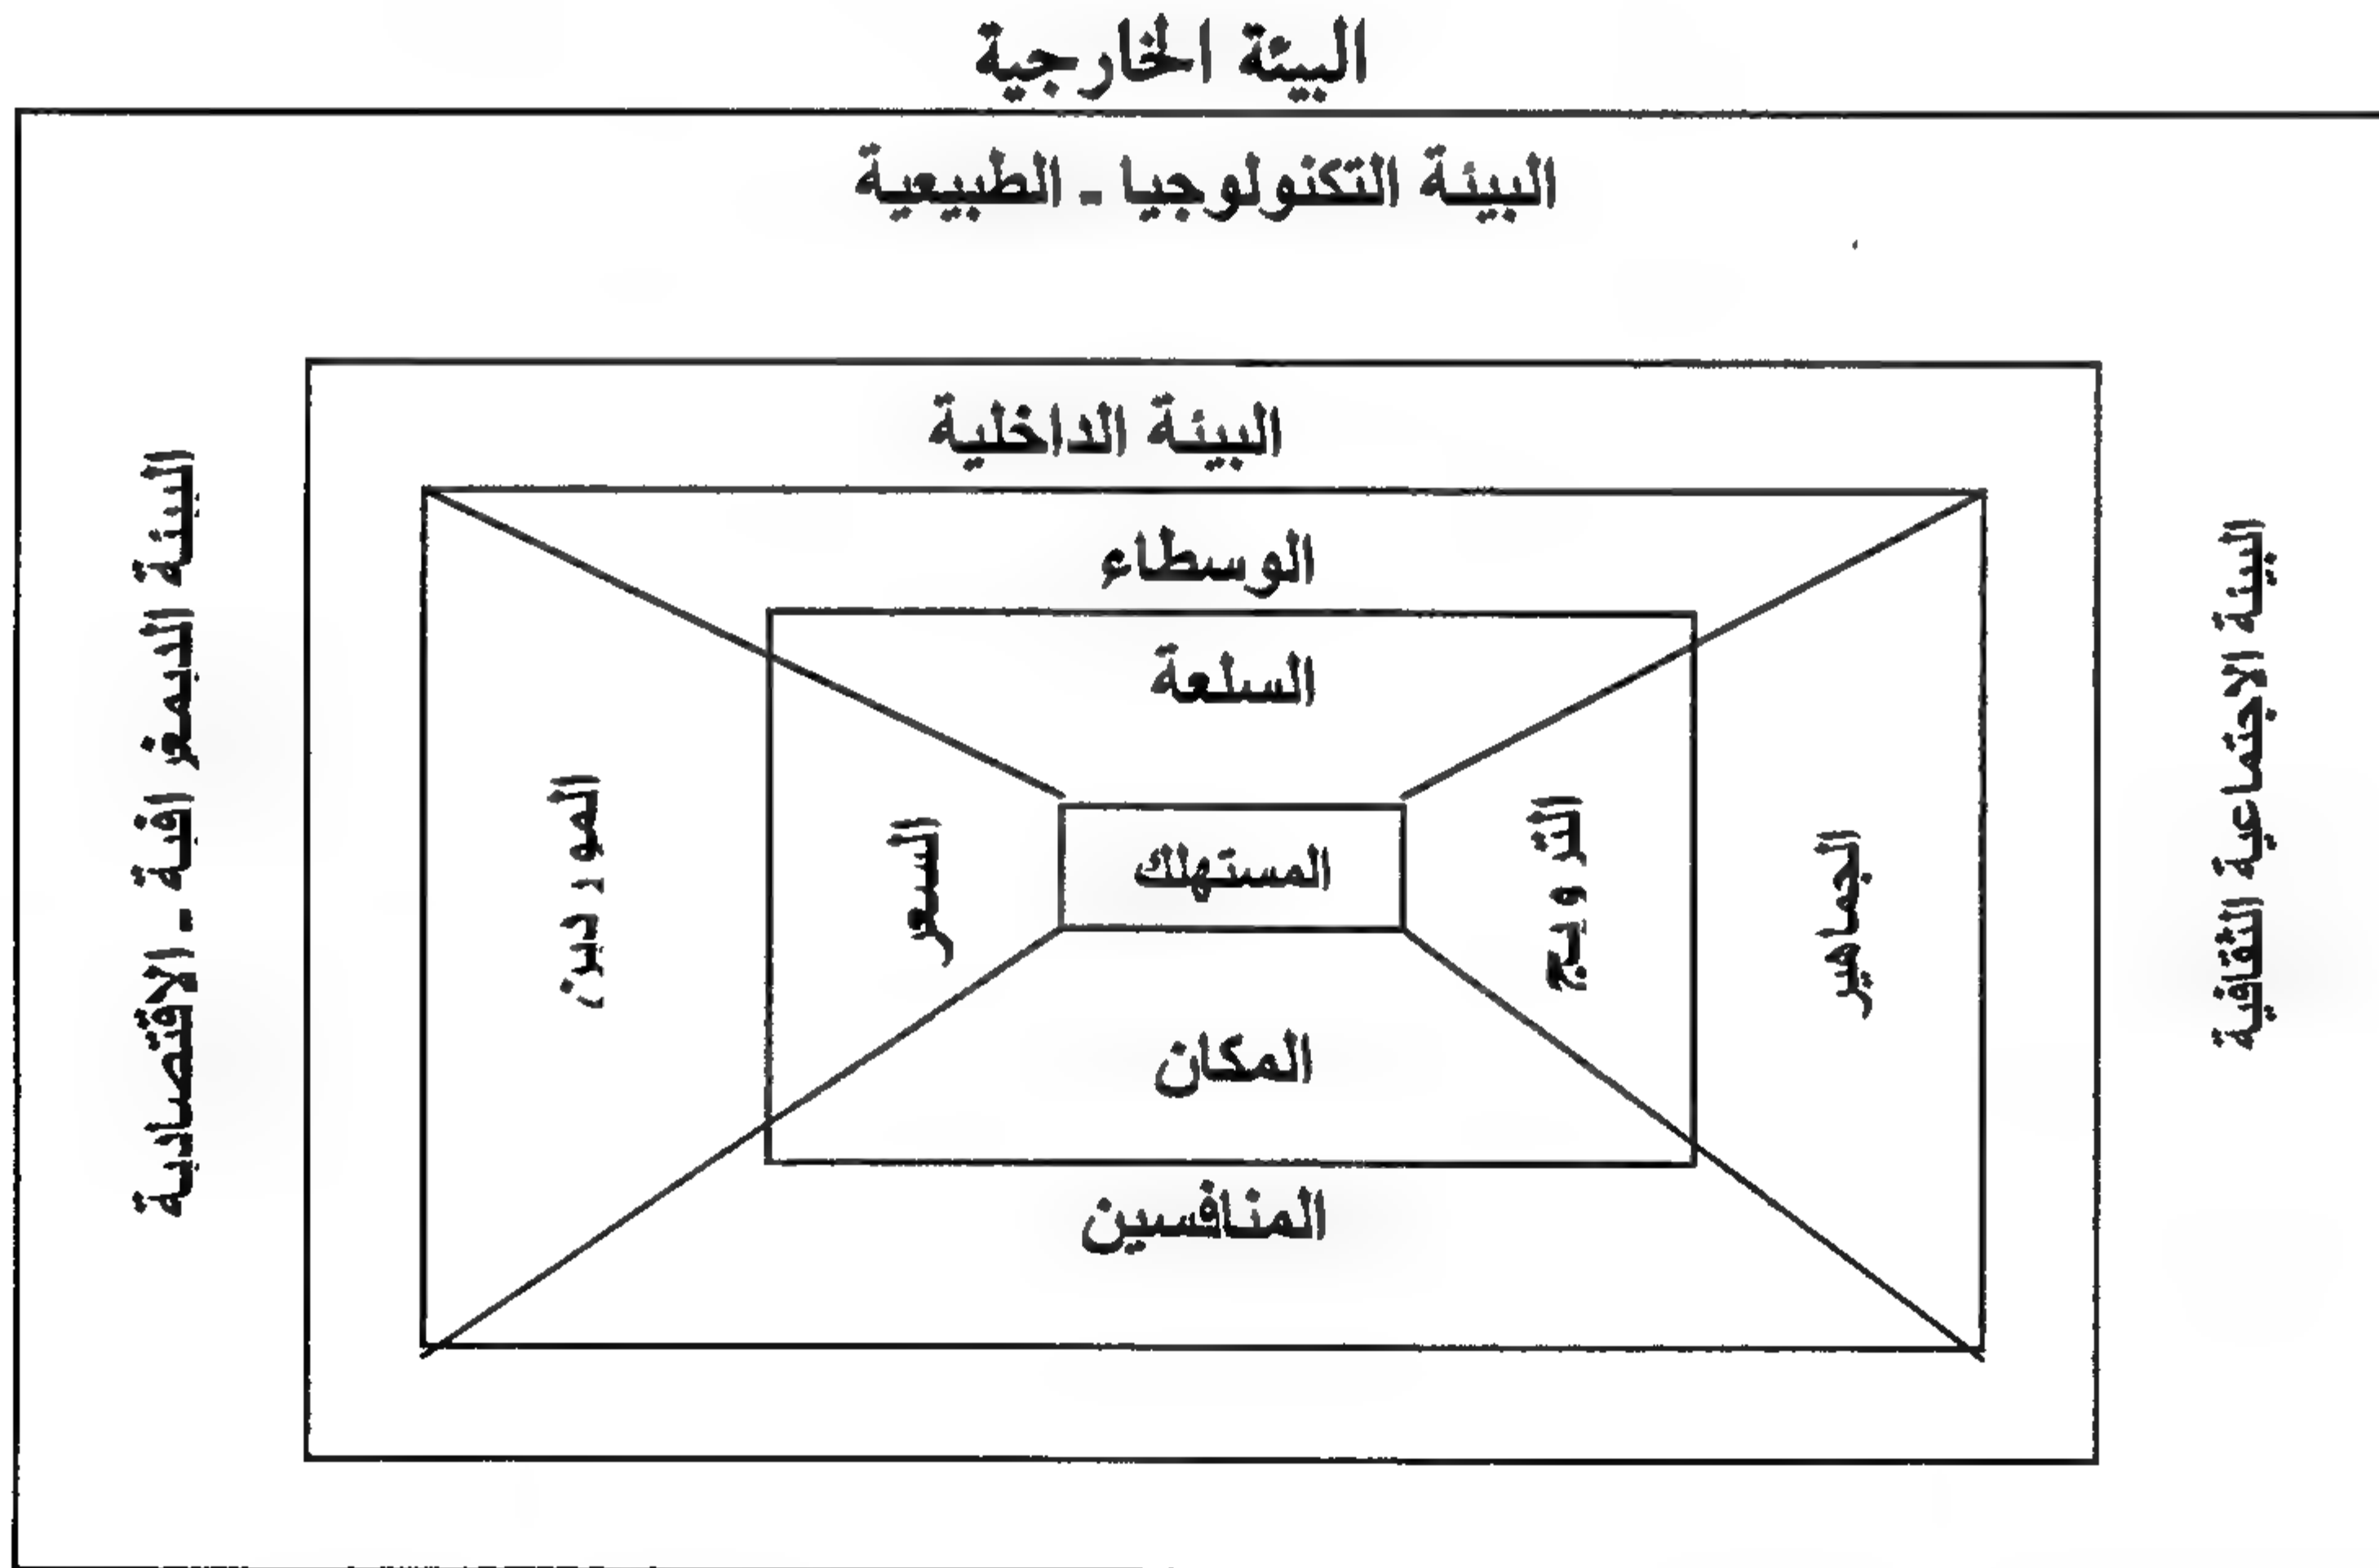 البيئة الخارجية
البيئة التكنولوجيا - الطبيعية
البيئة الداخلية
الوسطاء
السلعة
البيئة الاجتماعية الثقافية
الجماهير
الترويج
المستهلك
السعر
الموردين
البيئة الديمغرافية - الاقتصادية
المكان
المنافسين